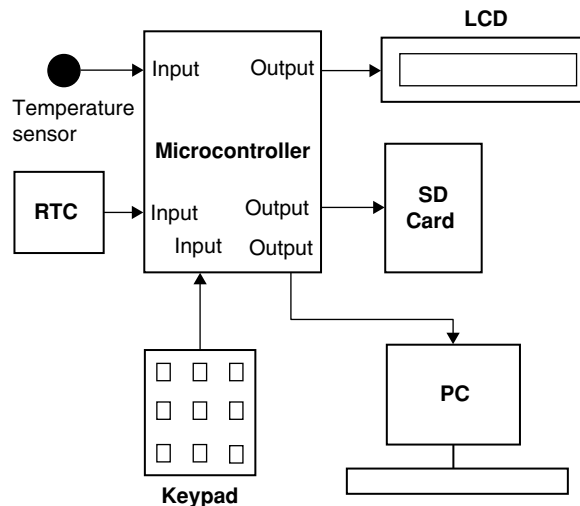 LCD
Input
Output
Temperature
sensor
Microcontroller
RTC
Input
Output
SD
Card
Input
Output
PC
Keypad